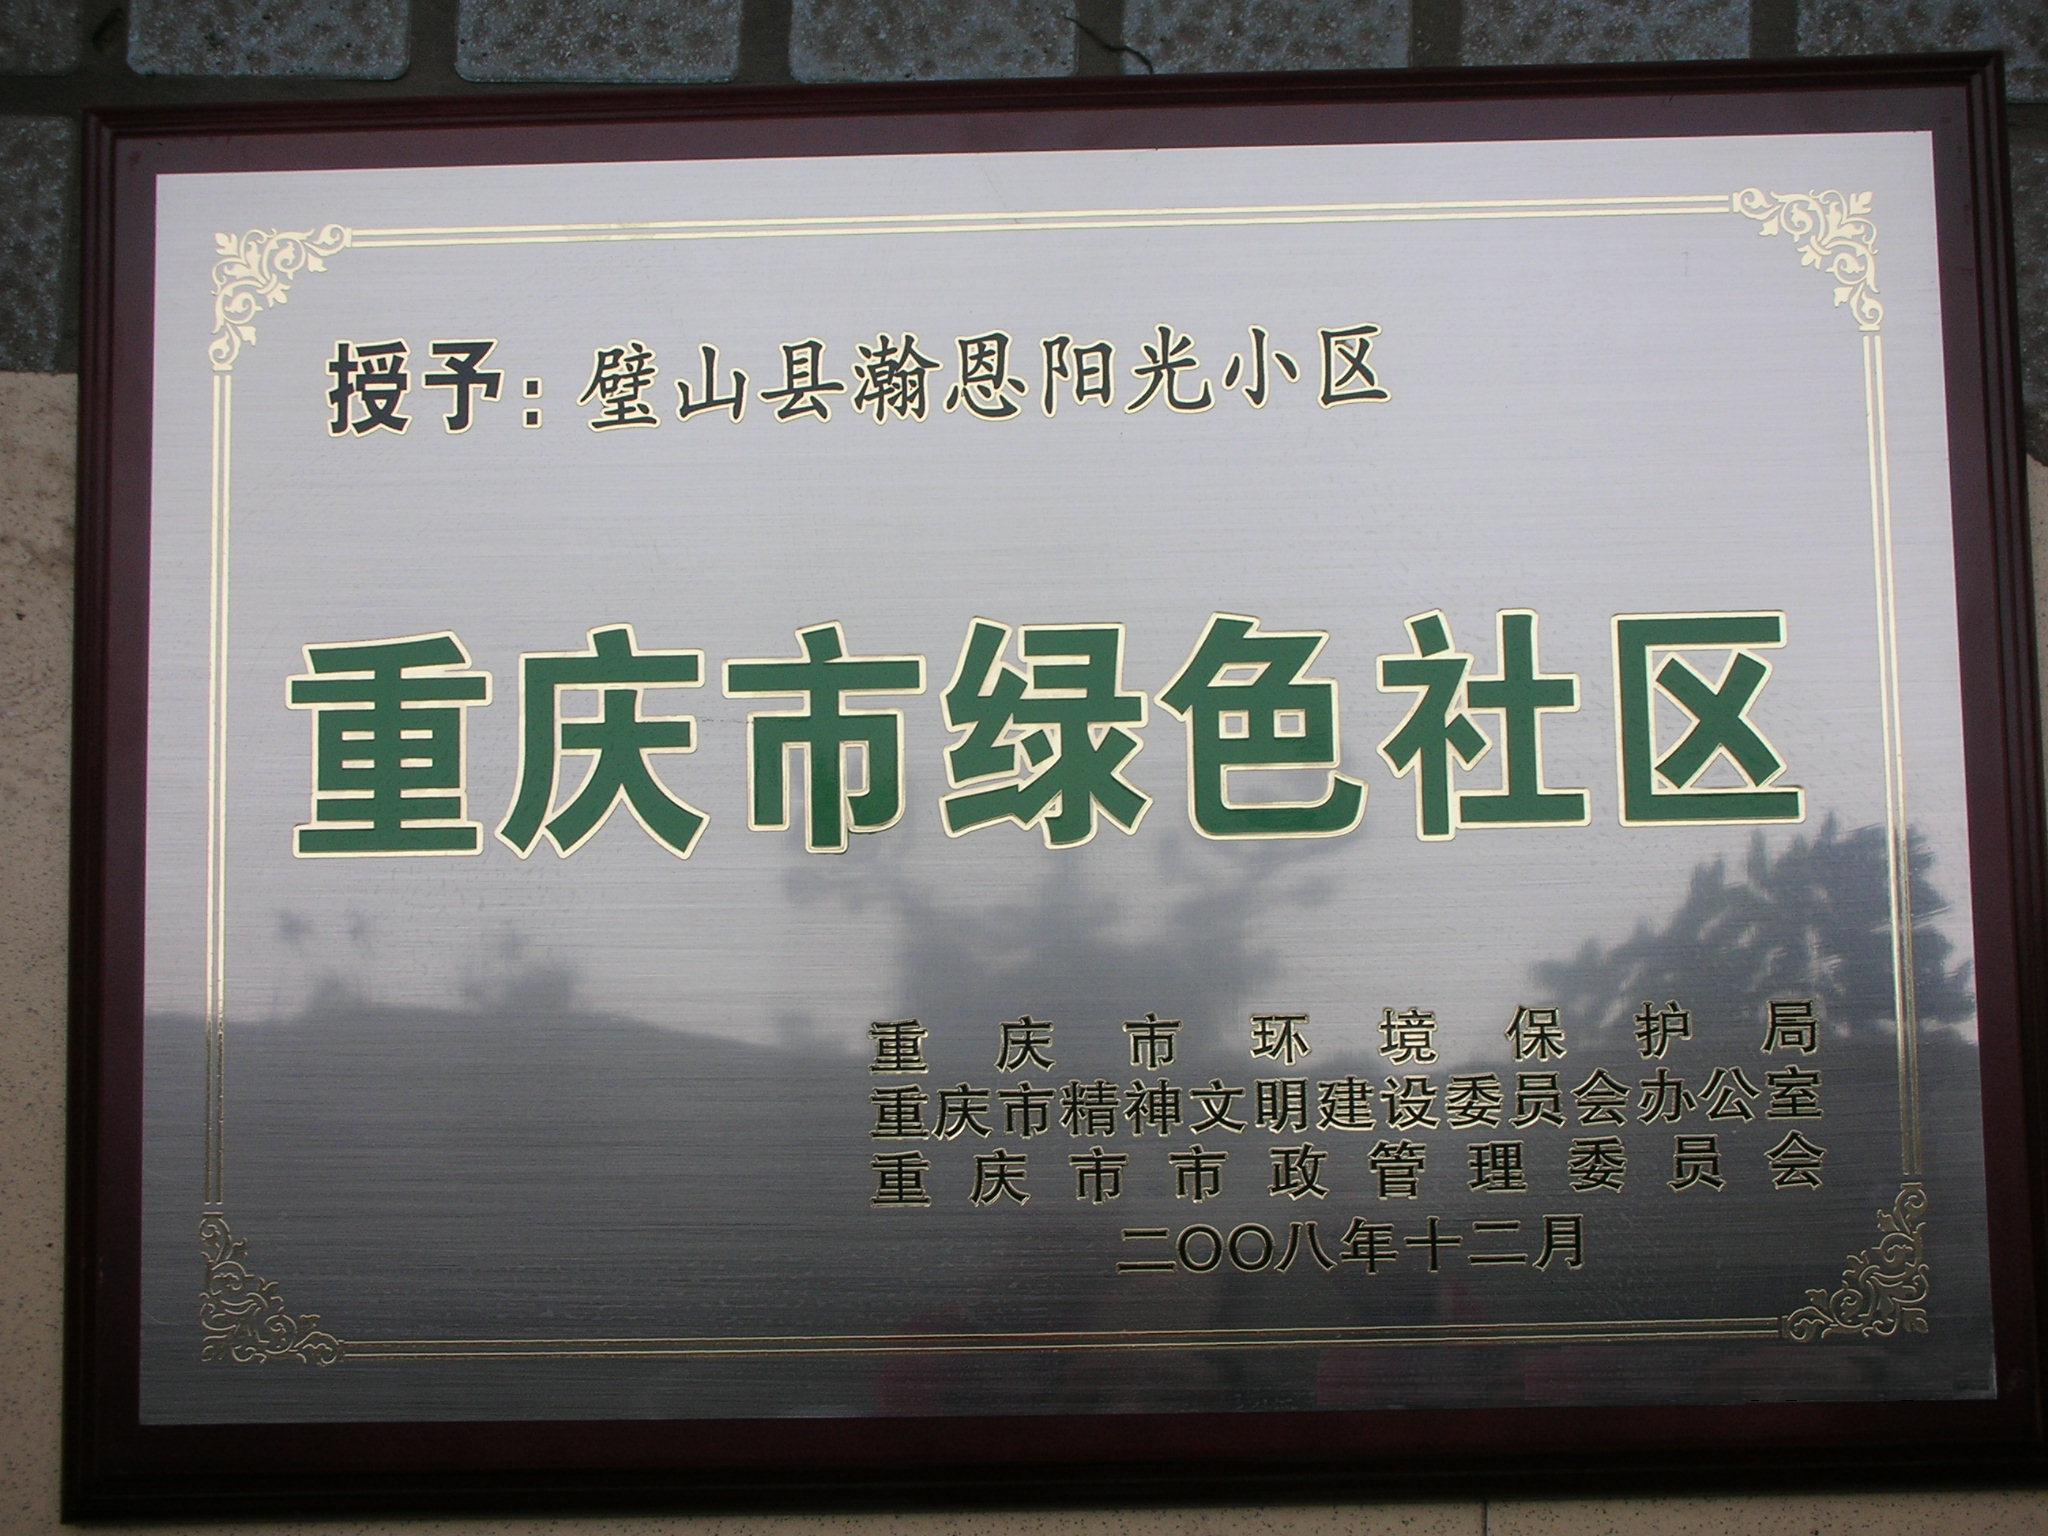 授予：璧山县瀚恩阳光小区
重庆市绿色社区
重庆市环境保护局
重庆市精神文明建设委员会办公室
重庆市市政管理委员会
二〇〇八年十二月